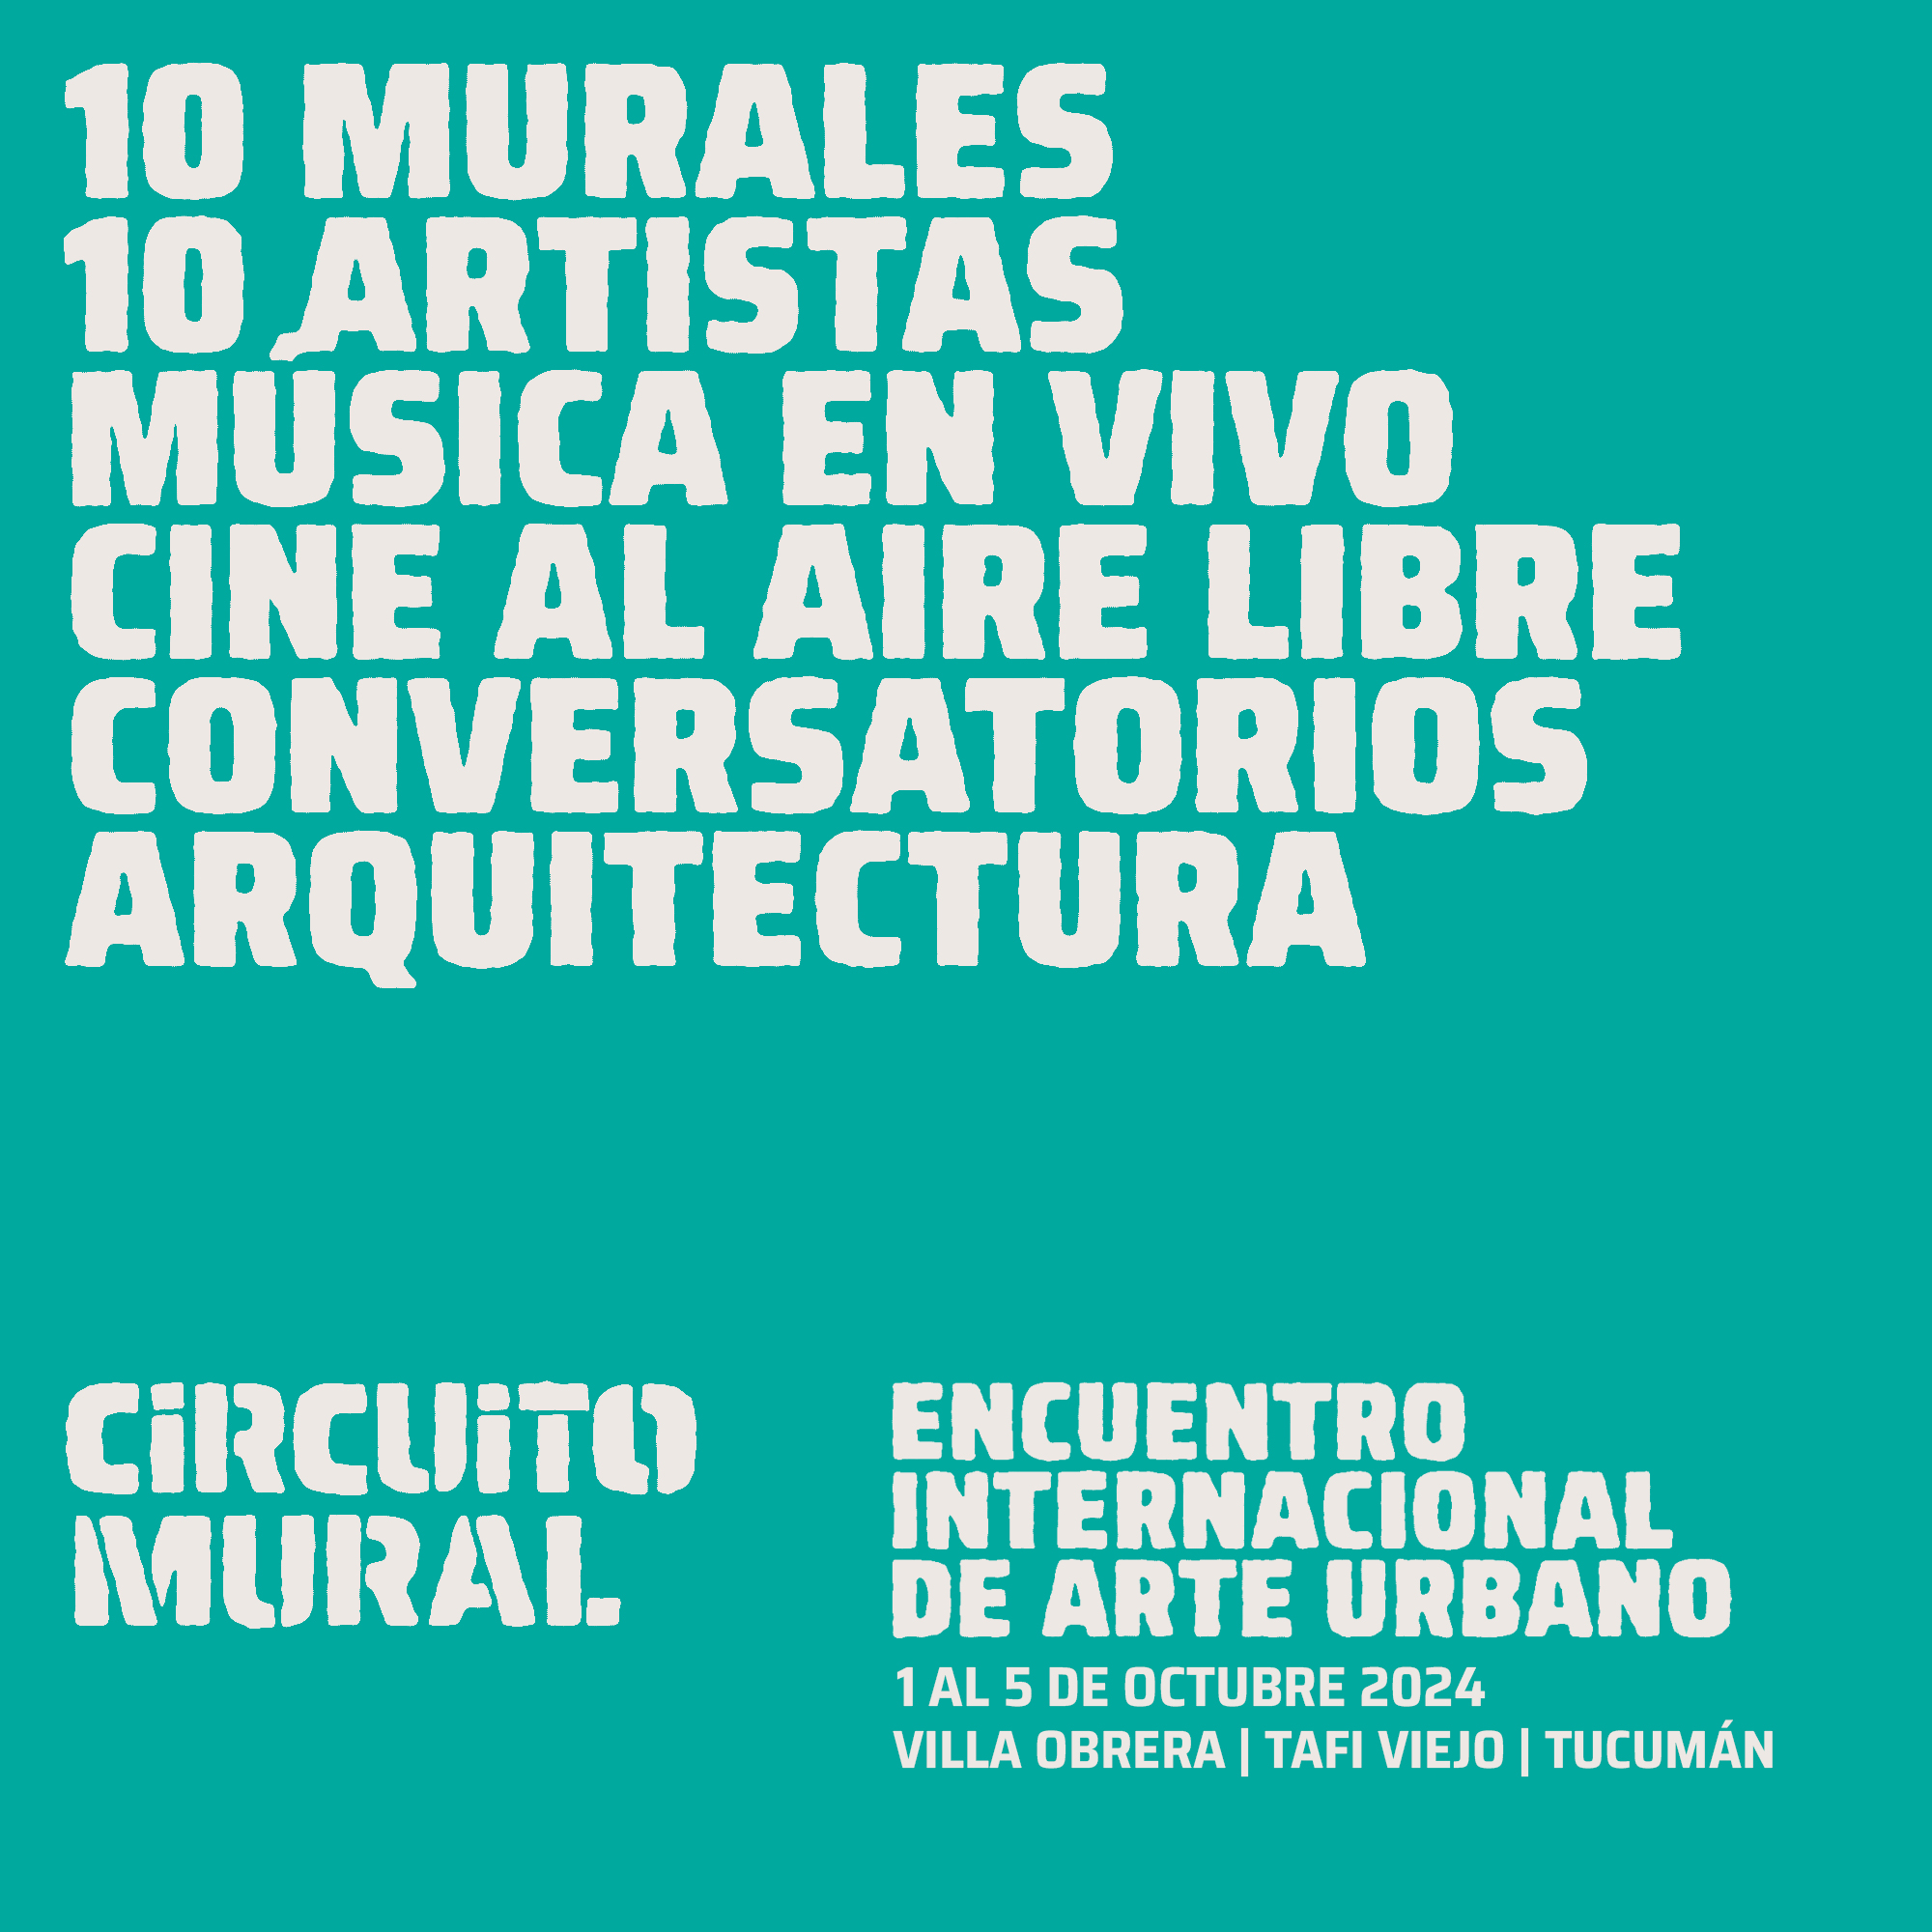 10 MURALES
10 ARTISTAS
MÚSICA EN VIVO
CINE AL AIRE LIBRE
CONVERSATORIOS
ARQUITECTURA
CiRCUiTO
MURAL
ENCUENTRO
INTERNACIONAL
DE ARTE URBANO
1 AL 5 DE OCTUBRE 2024
VILLA OBRERA | TAFI VIEJO | TUCUMÁN